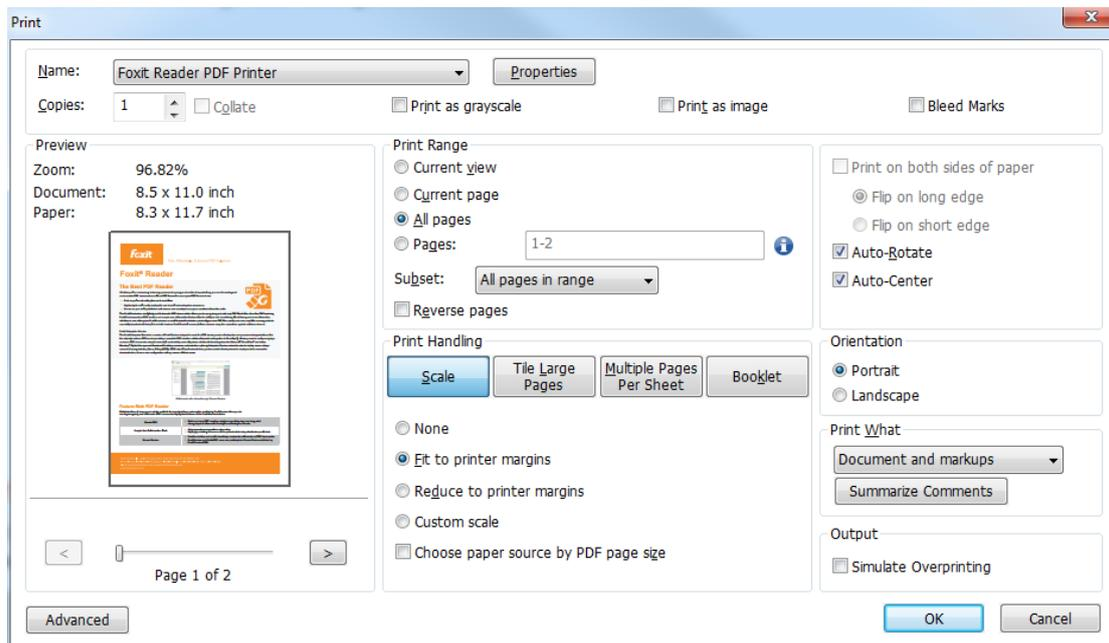 Print
Name: Foxit Reader PDF Printer Properties
Copies: 1 Collate Print as grayscale Print as image Bleed Marks
Preview
Zoom: 96.82%
Document: 8.5 x 11.0 inch
Paper: 8.3 x 11.7 inch
foxit
Foxit® Reader
The Best PDF Reader
PDF
Page 1 of 2
Print Range
Current view
Current page
All pages
Pages: 1-2
Subset: All pages in range
Reverse pages
Print Handling
Scale
Tile Large
Pages
Multiple Pages
Per Sheet
Booklet
None
Fit to printer margins
Reduce to printer margins
Custom scale
Choose paper source by PDF page size
Print on both sides of paper
Flip on long edge
Flip on short edge
Auto-Rotate
Auto-Center
Orientation
Portrait
Landscape
Print What
Document and markups
Summarize Comments
Output
Simulate Overprinting
Advanced OK Cancel